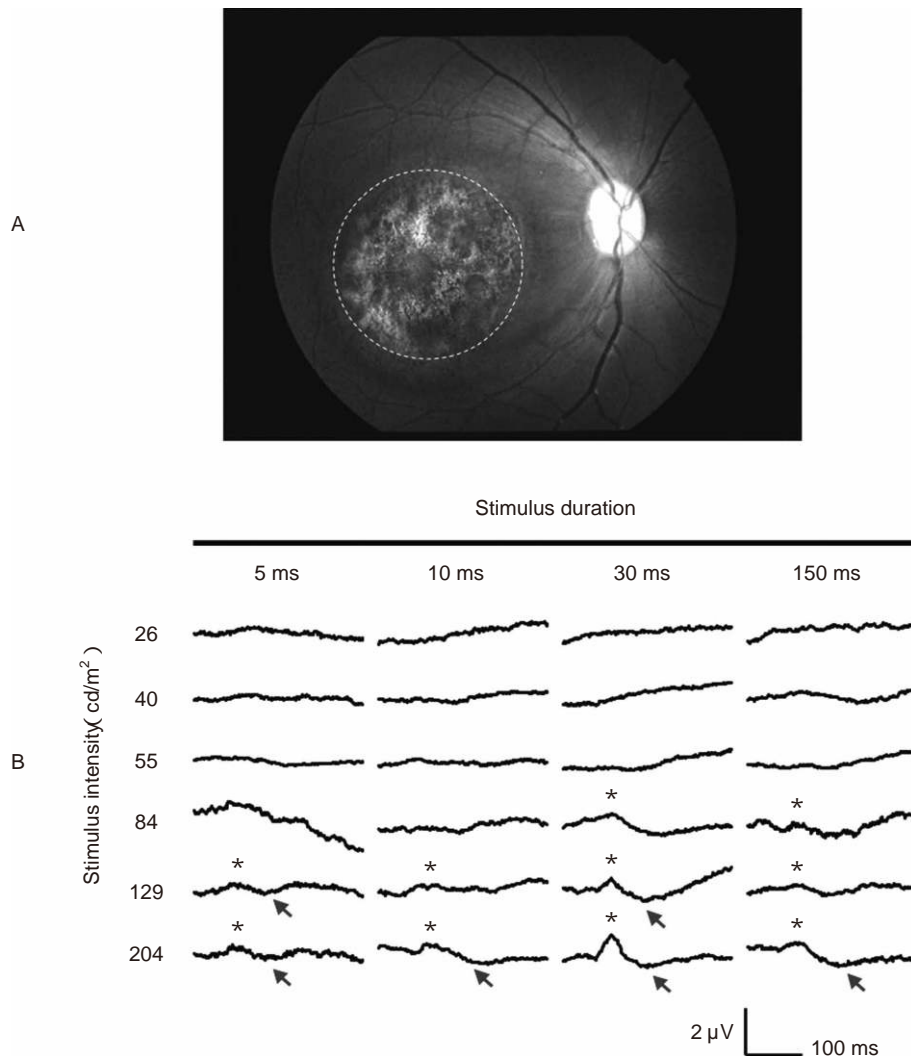 A
Stimulus duration
5 ms 10 ms 30 ms 150 ms
Stimulus intensity( cd/m²)
26
40
55
B
84
* *
129
* * * *
204
* * * *
2 µV
100 ms